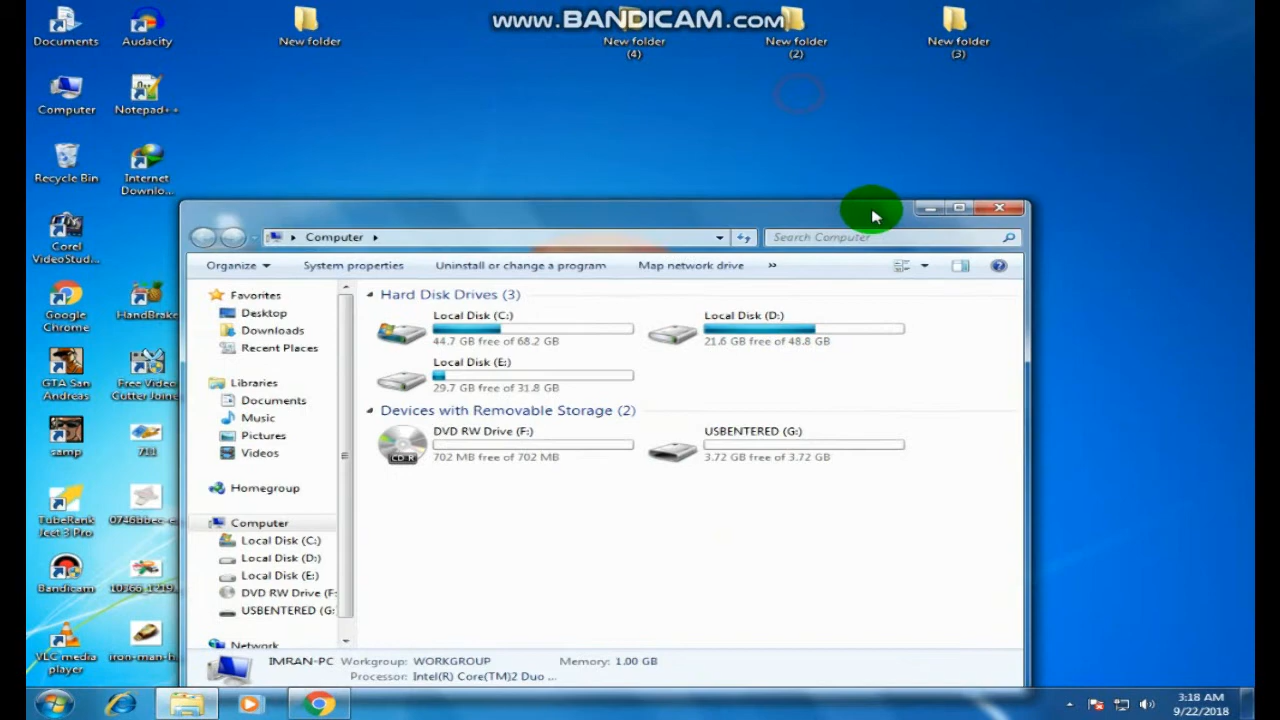 www.BANDICAM.com
Documents
Audacity
New folder
New folder
(4)
New folder
(2)
New folder
(3)
Computer
Notepad++
Recycle Bin
Internet
Downlo...
Corel
VideoStud...
Google
Chrome
HandBrake
GTA San
Andreas
Free Video
Cutter Joine
samp
711
TubeRank
Jeet 3 Pro
Bandicam
VLC media
player
iron-man-h
Computer
Search Computer
Organize
System properties
Uninstall or change a program
Map network drive
»
Favorites
Desktop
Downloads
Recent Places
Libraries
Documents
Music
Pictures
Videos
Homegroup
Computer
Local Disk (C:)
Local Disk (D:)
Local Disk (E:)
DVD RW Drive (F:
USBENTERED (G:
Network
Hard Disk Drives (3)
Local Disk (C:)
44.7 GB free of 68.2 GB
Local Disk (D:)
21.6 GB free of 48.8 GB
Local Disk (E:)
29.7 GB free of 31.8 GB
Devices with Removable Storage (2)
DVD RW Drive (F:)
702 MB free of 702 MB
CD-R
USBENTERED (G:)
3.72 GB free of 3.72 GB
IMRAN-PC Workgroup: WORKGROUP Memory: 1.00 GB
Processor: Intel(R) Core(TM)2 Duo ...
3:18 AM
9/22/2018